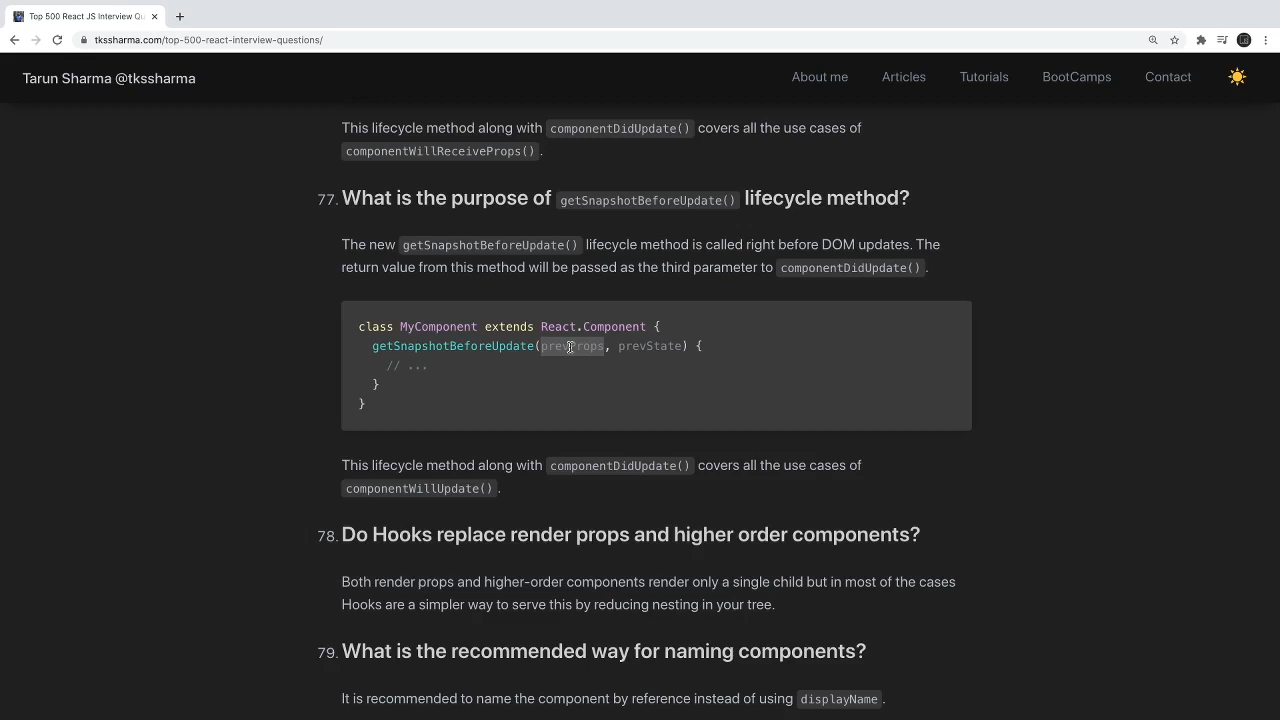 Top 500 React JS Interview Qu
tkssharma.com/top-500-react-interview-questions/
Tarun Sharma @tkssharma
About me Articles Tutorials BootCamps Contact
This lifecycle method along with componentDidUpdate() covers all the use cases of
componentWillReceiveProps().
77. What is the purpose of getSnapshotBeforeUpdate() lifecycle method?
The new getSnapshotBeforeUpdate() lifecycle method is called right before DOM updates. The
return value from this method will be passed as the third parameter to componentDidUpdate().
class MyComponent extends React.Component {
getSnapshotBeforeUpdate(prevProps, prevState) {
// ...
}
}
This lifecycle method along with componentDidUpdate() covers all the use cases of
componentWillUpdate().
78. Do Hooks replace render props and higher order components?
Both render props and higher-order components render only a single child but in most of the cases
Hooks are a simpler way to serve this by reducing nesting in your tree.
79. What is the recommended way for naming components?
It is recommended to name the component by reference instead of using displayName.